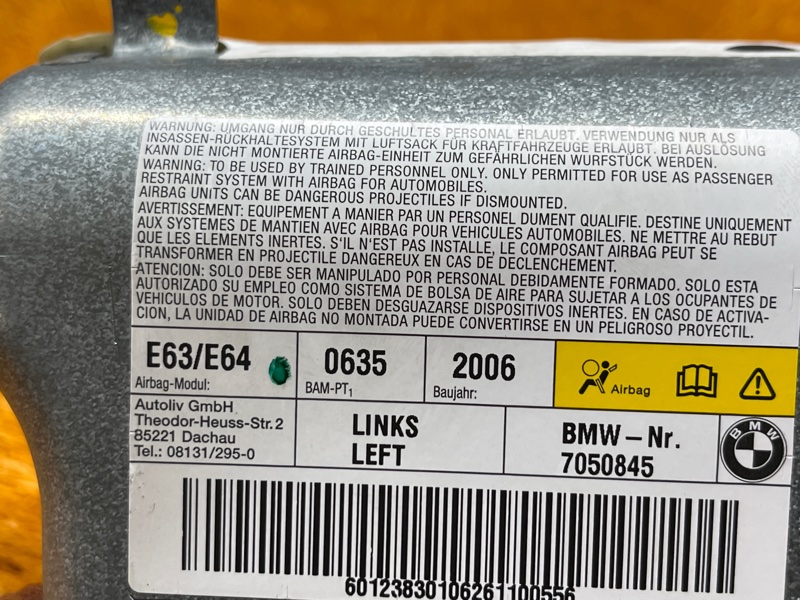 WARNUNG: UMGANG NUR DURCH GESCHULTES PERSONAL ERLAUBT. VERWENDUNG NUR ALS
INSASSEN-RÜCKHALTESYSTEM MIT LUFTSACK FÜR KRAFTFAHRZEUGE ERLAUBT. BEI AUSLÖSUNG
KANN DIE NICHT MONTIERTE AIRBAG-EINHEIT ZUM GEFÄHRLICHEN WURFSTÜCK WERDEN.
WARNING: TO BE USED BY TRAINED PERSONNEL ONLY. ONLY PERMITTED FOR USE AS PASSENGER
RESTRAINT SYSTEM WITH AIRBAG FOR AUTOMOBILES.
AIRBAG UNITS CAN BE DANGEROUS PROJECTILES IF DISMOUNTED.
AVERTISSEMENT: EQUIPEMENT A MANIER PAR UN PERSONEL DUMENT QUALIFIE. DESTINE UNIQUEMENT
AUX SYSTEMES DE MANTIEN AVEC AIRBAG POUR VEHICULES AUTOMOBILES. NE METTRE AU REBUT
QUE LES ELEMENTS INERTES. S'IL N'EST PAS INSTALLE, LE COMPOSANT AIRBAG PEUT SE
TRANSFORMER EN PROJECTILE DANGEREUX EN CAS DE DECLENCHEMENT.
ATENCION: SOLO DEBE SER MANIPULADO POR PERSONAL DEBIDAMENTE FORMADO. SOLO ESTA
AUTORIZADO SU EMPLEO COMO SISTEMA DE BOLSA DE AIRE PARA SUJETAR A LOS OCUPANTES DE
VEHICULOS DE MOTOR. SOLO DEBEN DESGUAZARSE DISPOSITIVOS INERTES. EN CASO DE ACTIVA-
CION, LA UNIDAD DE AIRBAG NO MONTADA PUEDE CONVERTIRSE EN UN PELIGROSO PROYECTIL.
E63/E64
Airbag-Modul:
0635
BAM-PT1
2006
Baujahr:
Airbag
Autoliv GmbH
Theodor-Heuss-Str. 2
85221 Dachau
Tel.: 08131/295-0
LINKS
LEFT
BMW-Nr.
7050845
BMW
60123830106261100556